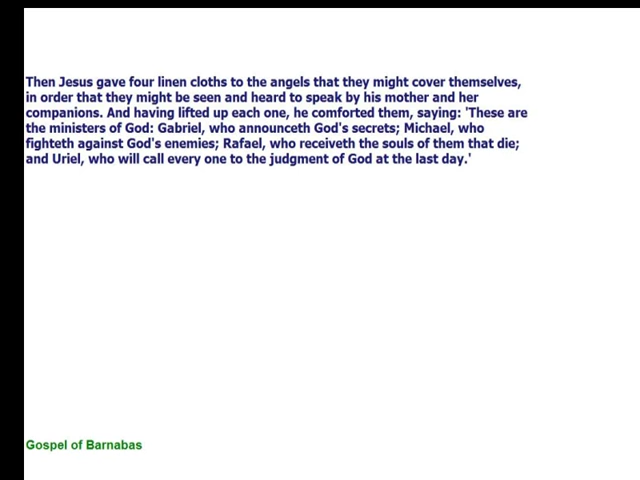 Then Jesus gave four linen cloths to the angels that they might cover themselves,
in order that they might be seen and heard to speak by his mother and her
companions. And having lifted up each one, he comforted them, saying: 'These are
the ministers of God: Gabriel, who announceth God's secrets; Michael, who
fighteth against God's enemies; Rafael, who receiveth the souls of them that die;
and Uriel, who will call every one to the judgment of God at the last day.'
Gospel of Barnabas